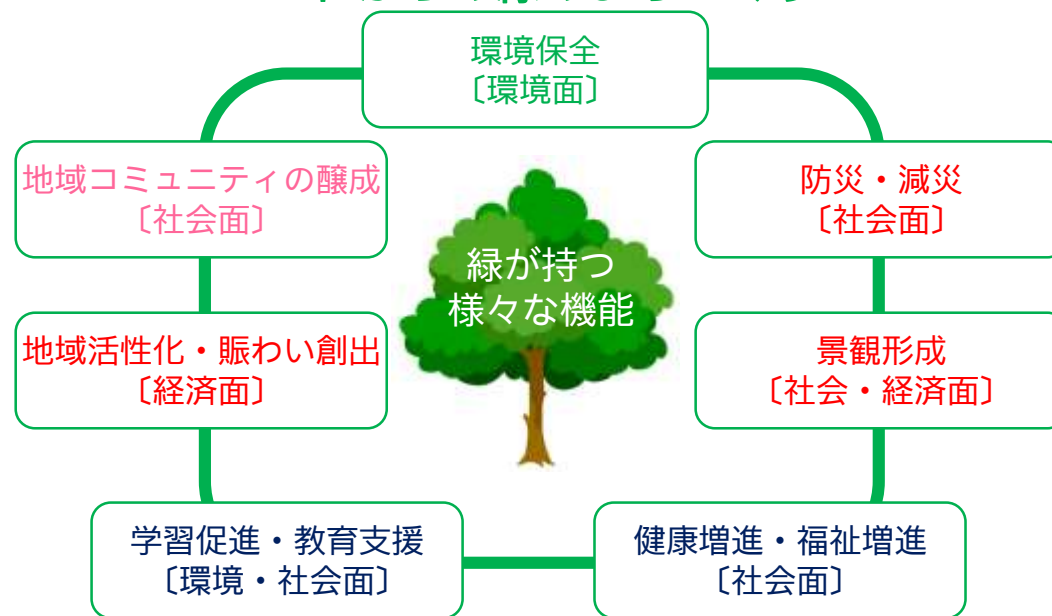 環境保全
〔環境面〕
地域コミュニティの醸成
〔社会面〕
防災・減災
〔社会面〕
緑が持つ
様々な機能
地域活性化・賑わい創出
〔経済面〕
景観形成
〔社会・経済面〕
学習促進・教育支援
〔環境・社会面〕
健康増進・福祉増進
〔社会面〕